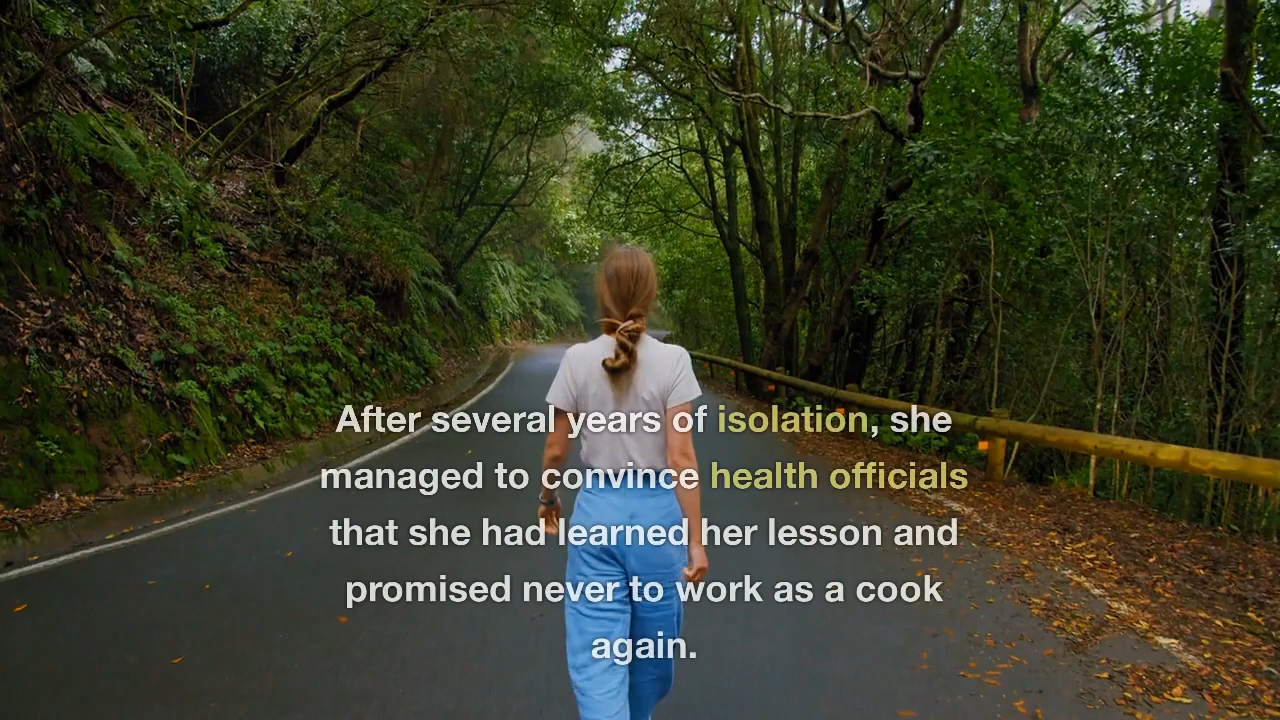 After several years of isolation, she
managed to convince health officials
that she had learned her lesson and
promised never to work as a cook
again.